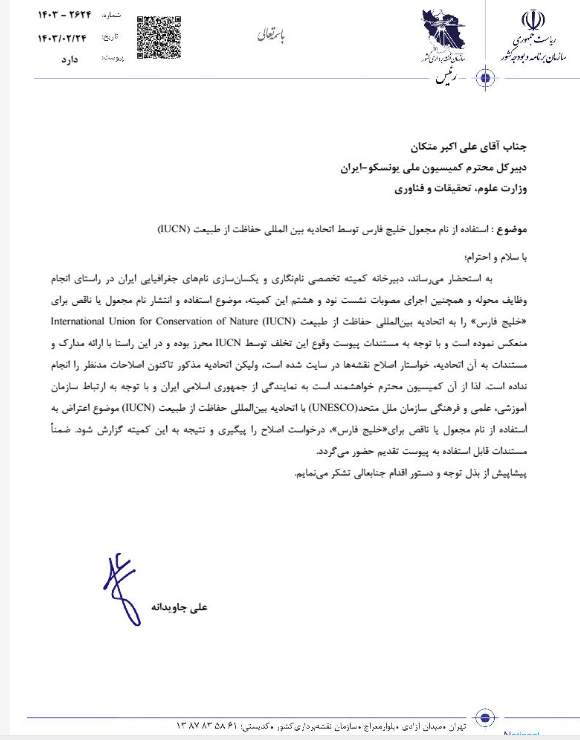 ریاست جمهوری
سازمان برنامه و بودجه کشور
سازمان نقشه برداری کشور
رئیس
باسمه‌تعالی
شماره: ۲۶۲۴ - ۱۴۰۳
تاریخ: ۱۴۰۳/۰۲/۲۴
پیوست: دارد
جناب آقای علی اکبر متکان
دبیرکل محترم کمیسیون ملی یونسکو-ایران
وزارت علوم، تحقیقات و فناوری
موضوع : استفاده از نام مجعول خلیج فارس توسط اتحادیه بین المللی حفاظت از طبیعت (IUCN)
با سلام و احترام؛
به استحضار می‌رساند، دبیرخانه کمیته تخصصی نام‌نگاری و یکسان‌سازی نام‌های جغرافیایی ایران در راستای انجام
وظایف محوله و همچنین اجرای مصوبات نشست نود و هشتم این کمیته، موضوع استفاده و انتشار نام مجعول یا ناقص برای
«خلیج فارس» را به اتحادیه بین‌المللی حفاظت از طبیعت International Union for Conservation of Nature (IUCN)
منعکس نموده است و با توجه به مستندات پیوست وقوع این تخلف توسط IUCN محرز بوده و در این راستا با ارائه مدارک و
مستندات به آن اتحادیه، خواستار اصلاح نقشه‌ها در سایت شده است، ولیکن اتحادیه مذکور تاکنون اصلاحات مدنظر را انجام
نداده است. لذا از آن کمیسیون محترم خواهشمند است به نمایندگی از جمهوری اسلامی ایران و با توجه به ارتباط سازمان
آموزشی، علمی و فرهنگی سازمان ملل متحد(UNESCO) با اتحادیه بین‌المللی حفاظت از طبیعت (IUCN) موضوع اعتراض به
استفاده از نام مجعول یا ناقص برای«خلیج فارس»، درخواست اصلاح را پیگیری و نتیجه به این کمیته گزارش شود. ضمناً
مستندات قابل استفاده به پیوست تقدیم حضور می‌گردد.
پیشاپیش از بذل توجه و دستور اقدام جنابعالی تشکر می‌نمایم.
علی جاویدانه
تهران •میدان آزادی •بلوارمعراج •سازمان نقشه‌برداری‌کشور •کدپستی: ۶۱ ۵۸ ۸۳ ۸۷ ۱۳
National